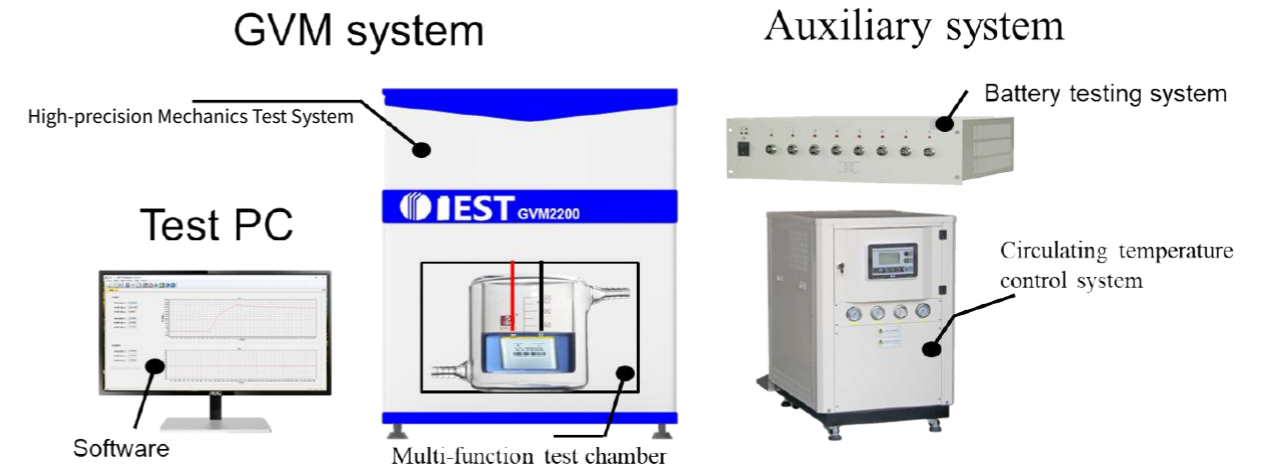 GVM system
Auxiliary system
High-precision Mechanics Test System
Battery testing system
IEST GVM2200
Test PC
Circulating temperature
control system
Software
Multi-function test chamber